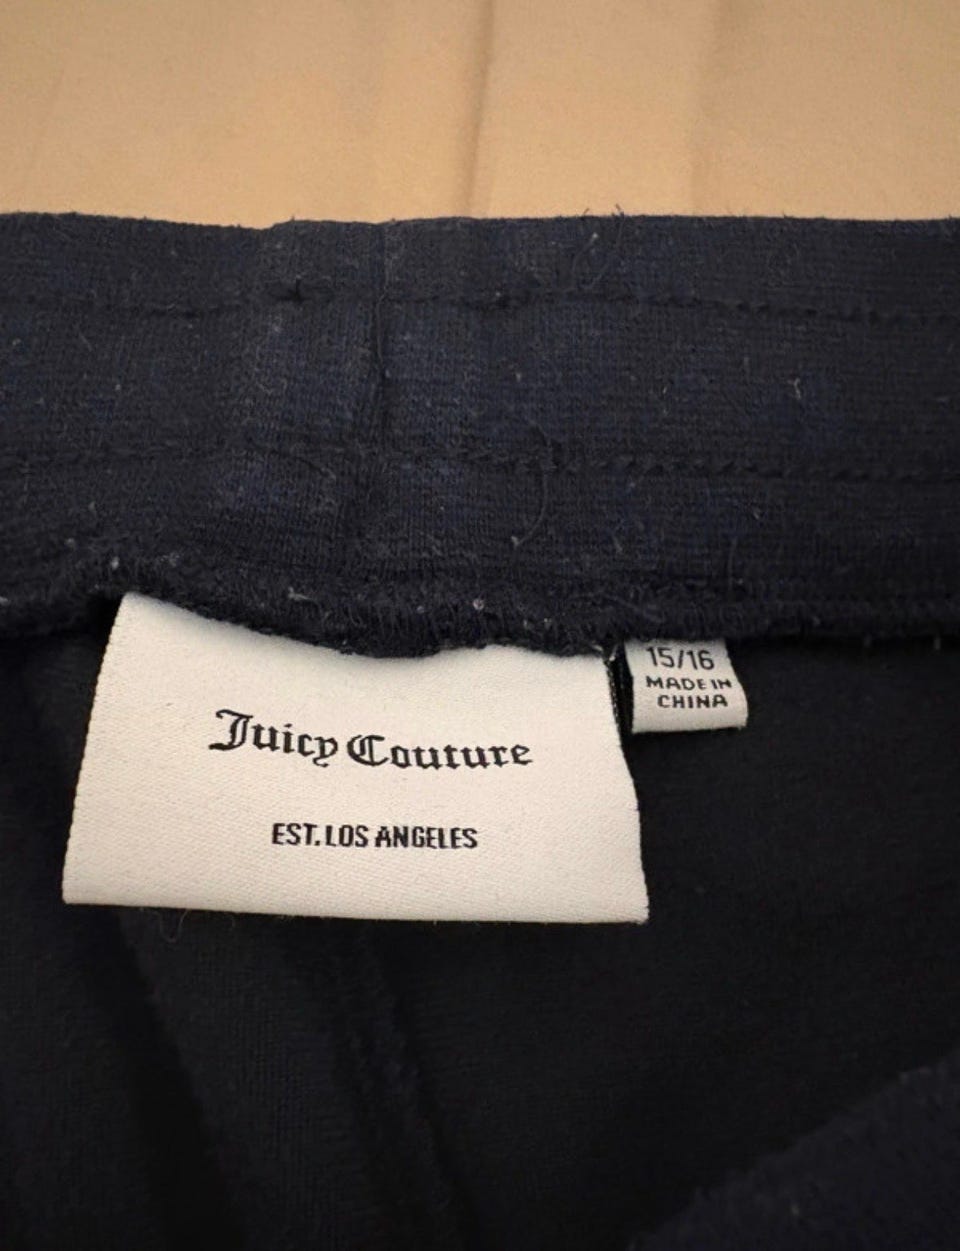 Juicy Couture
EST. LOS ANGELES
15/16
MADE IN
CHINA